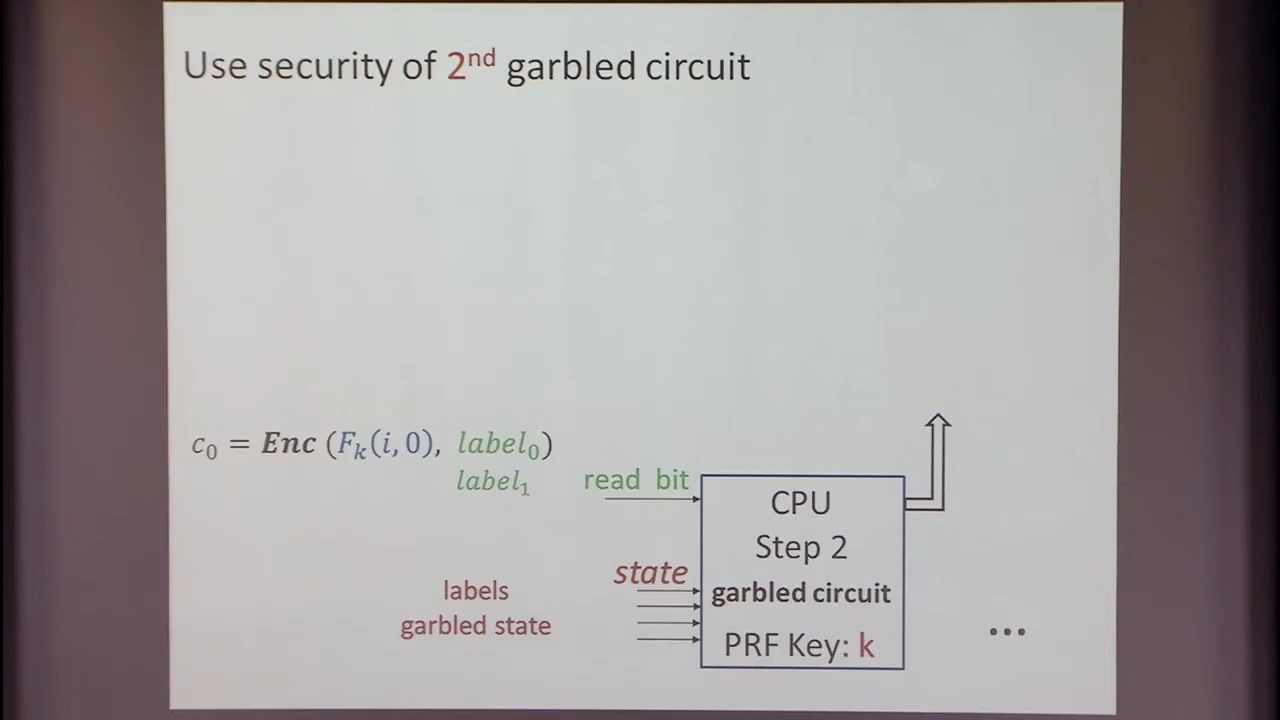 Use security of 2nd garbled circuit
c₀ = Enc (Fₖ(i, 0), label₀)
label₁
read bit
CPU
Step 2
garbled circuit
PRF Key: k
state
labels
garbled state
...